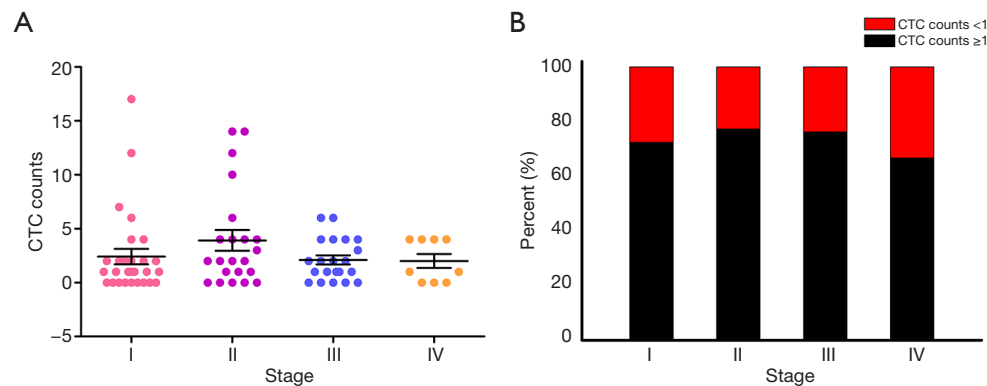 A
CTC counts
20
15
10
5
0
−5
I II III IV
Stage
B
CTC counts <1
CTC counts ≥1
Percent (%)
100
80
60
40
20
0
I II III IV
Stage